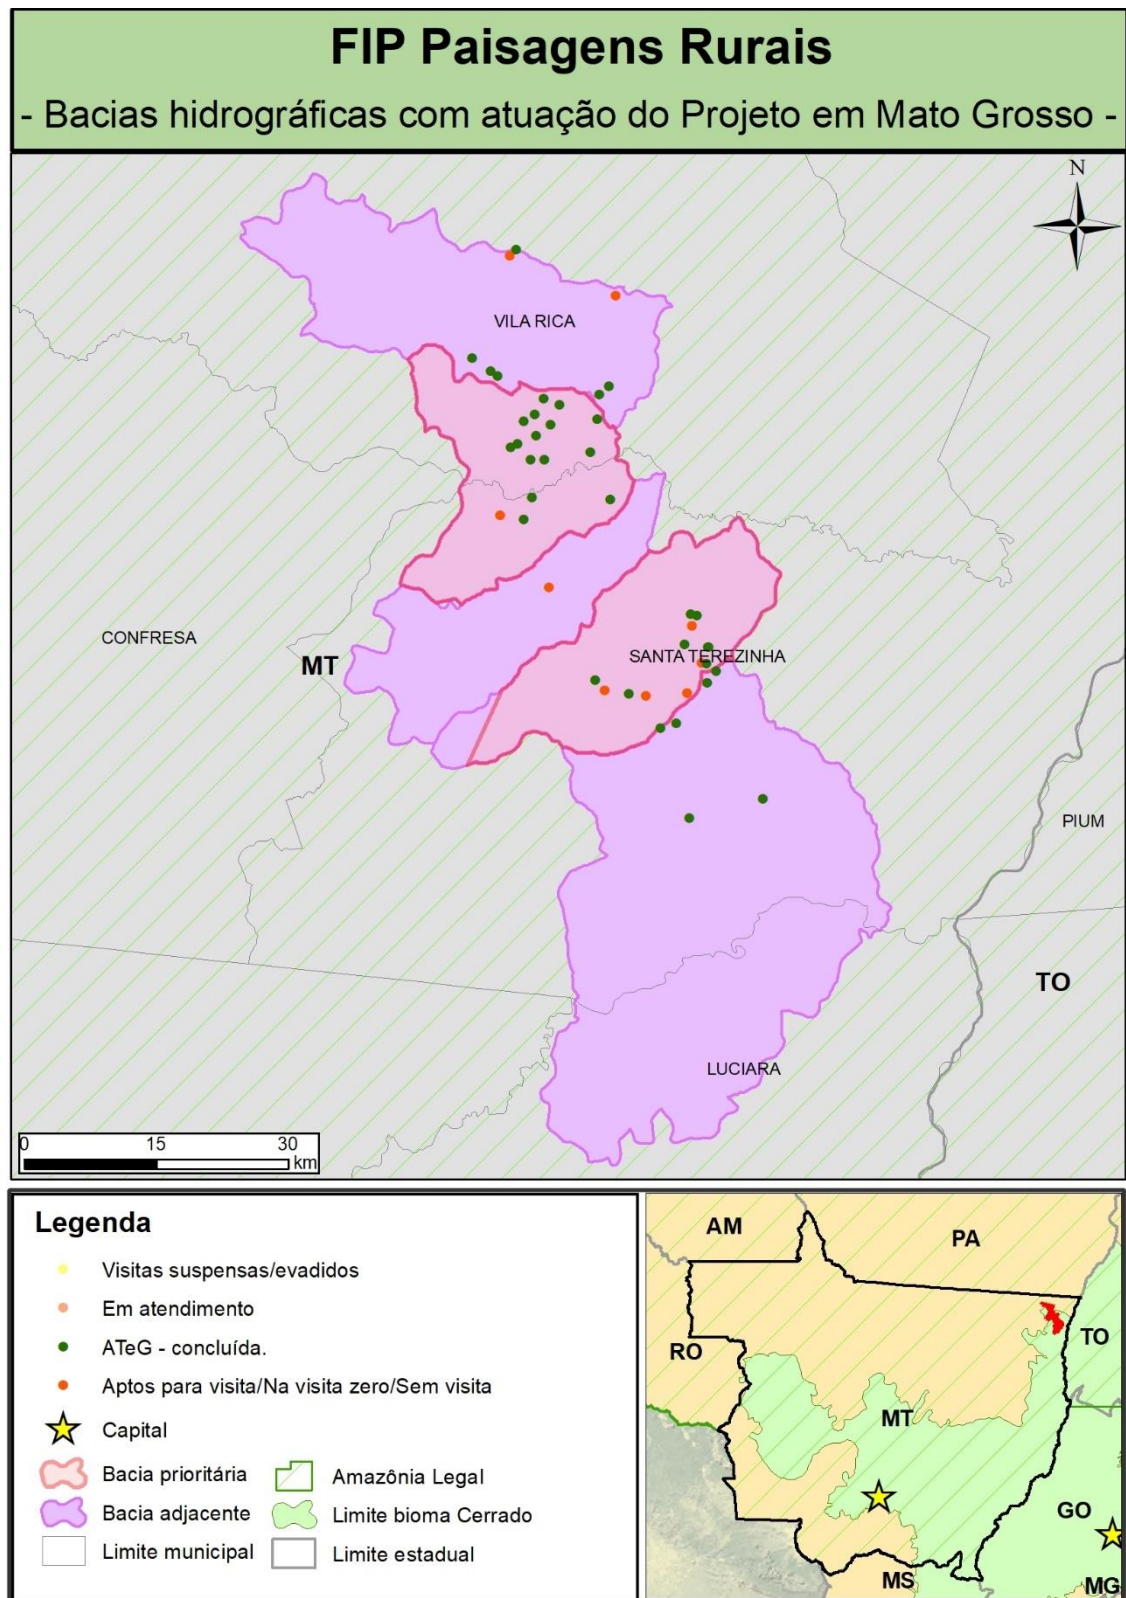 FIP Paisagens Rurais
- Bacias hidrográficas com atuação do Projeto em Mato Grosso -
N
VILA RICA
CONFRESA
MT
SANTA TEREZINHA
PIUM
TO
LUCIARA
0 15 30
km
Legenda
Visitas suspensas/evadidos
Em atendimento
ATeG - concluída.
Aptos para visita/Na visita zero/Sem visita
Capital
Bacia prioritária
Amazônia Legal
Bacia adjacente
Limite bioma Cerrado
Limite municipal
Limite estadual
AM
PA
RO
TO
MT
GO
MS
MG